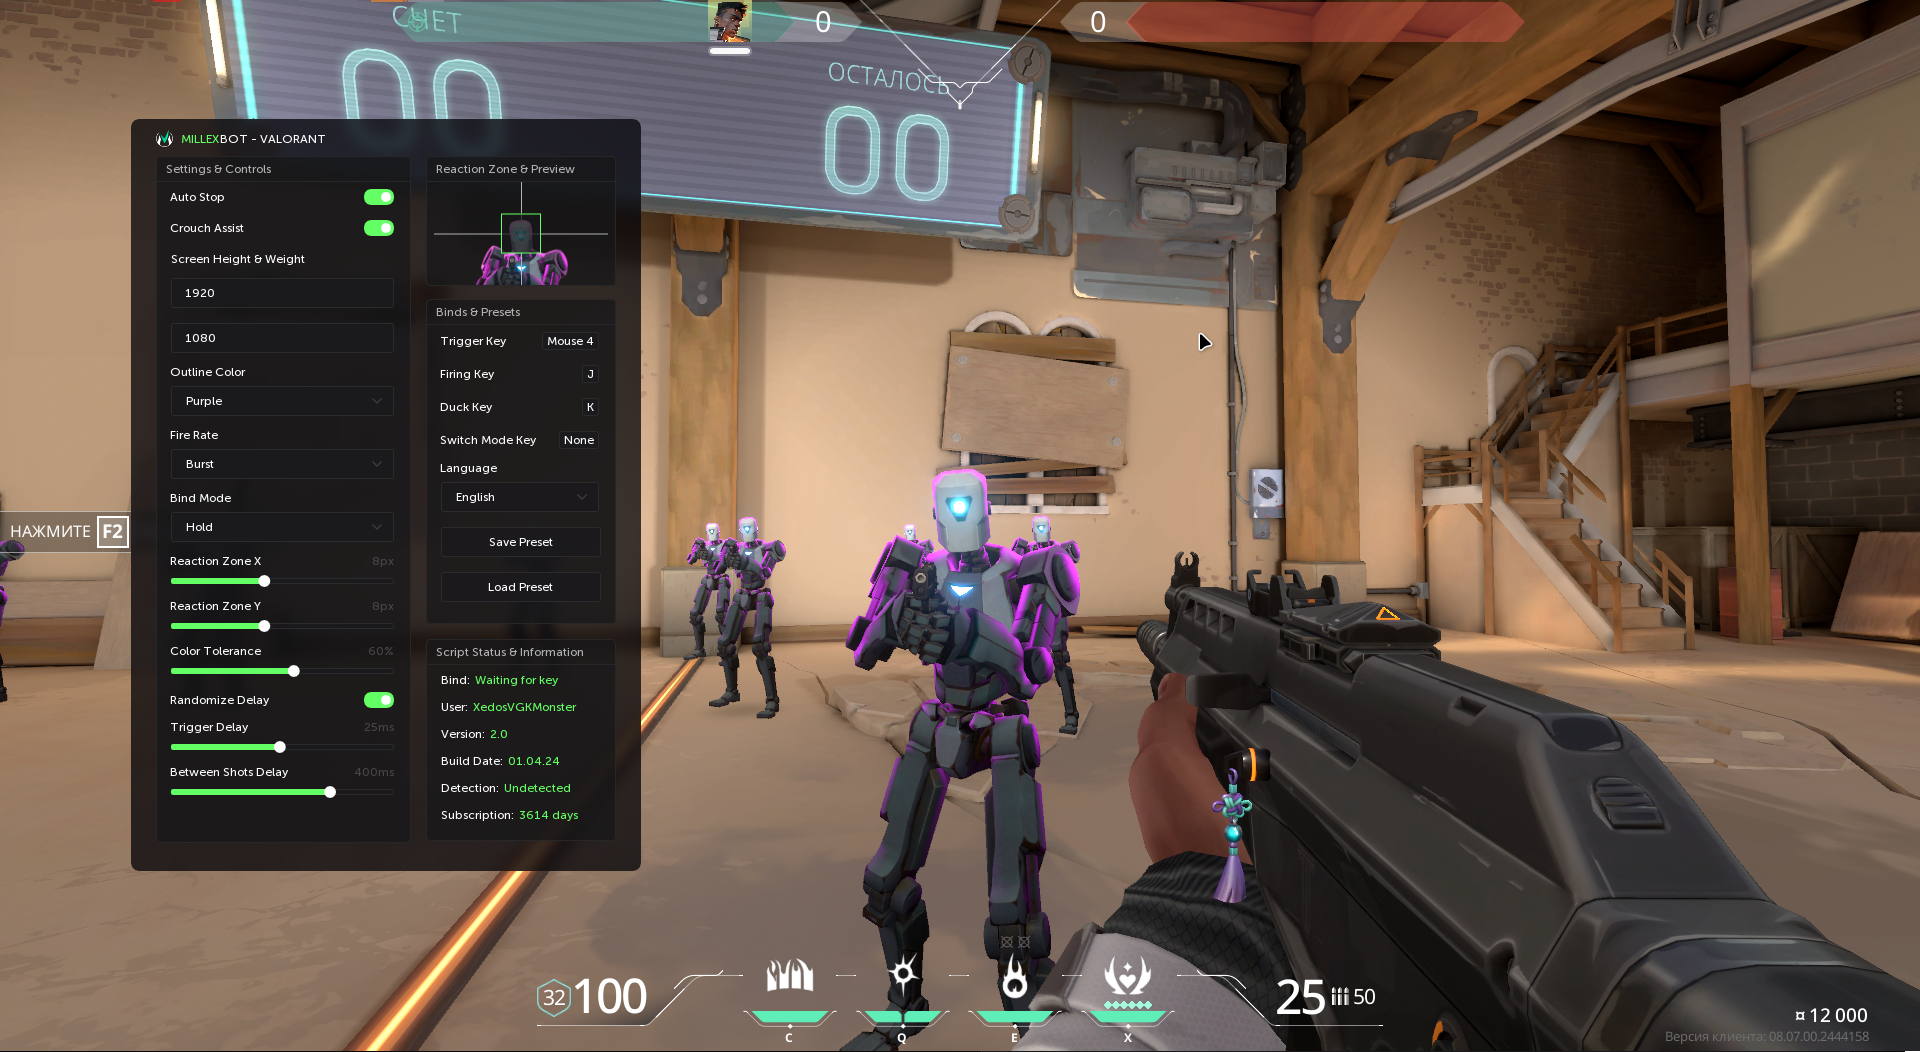 СЧЕТ
00
ОСТАЛОСЬ
00
0
0
MILLEXBOT - VALORANT
Settings & Controls
Auto Stop
Crouch Assist
Screen Height & Weight
1920
1080
Outline Color
Purple
Fire Rate
Burst
Bind Mode
Hold
Reaction Zone X 8px
Reaction Zone Y 8px
Color Tolerance 60%
Randomize Delay
Trigger Delay 25ms
Between Shots Delay 400ms
Reaction Zone & Preview
Binds & Presets
Trigger Key Mouse 4
Firing Key J
Duck Key K
Switch Mode Key None
Language
English
Save Preset
Load Preset
Script Status & Information
Bind: Waiting for key
User: XedosVGKMonster
Version: 2.0
Build Date: 01.04.24
Detection: Undetected
Subscription: 3614 days
НАЖМИТЕ F2
32 100
C
Q
E
X
25 50
¤ 12 000
Версия клиента: 08.07.00.2444158